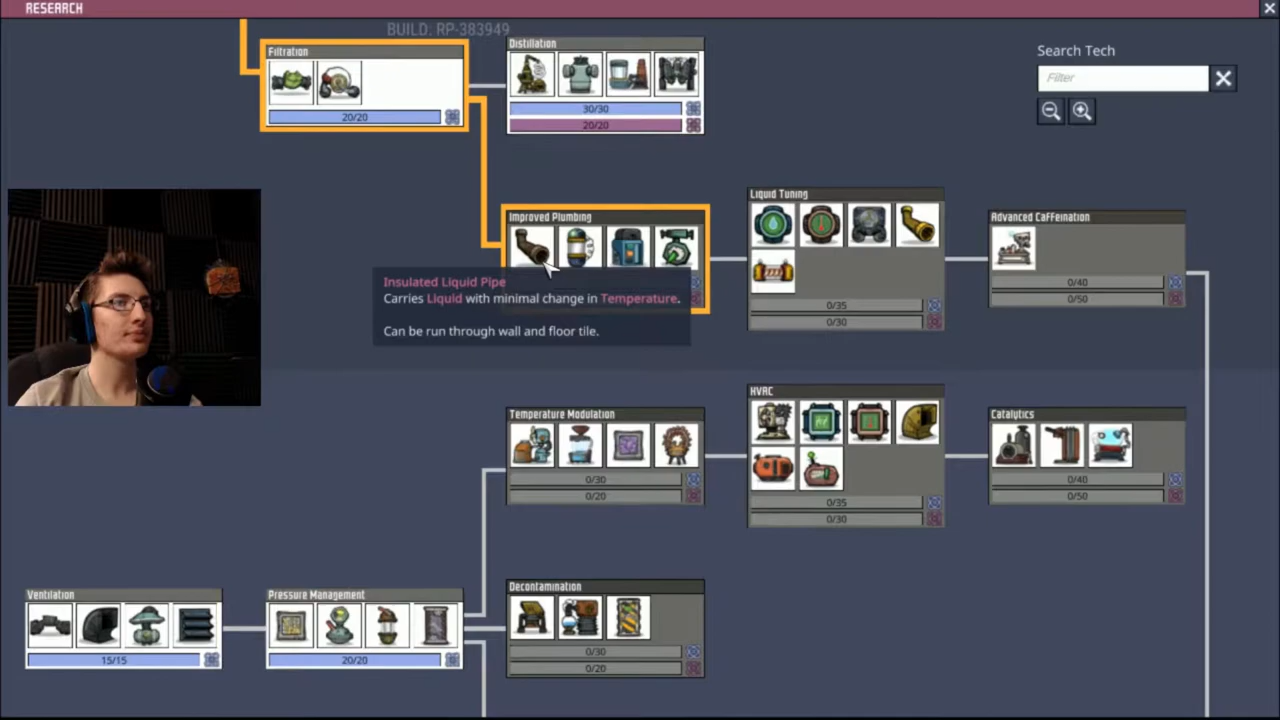 RESEARCH
BUILD: RP-383949
Filtration
20/20
Distillation
30/30
20/20
Search Tech
Filter
Improved Plumbing
Insulated Liquid Pipe
Carries Liquid with minimal change in Temperature.
Can be run through wall and floor tile.
Liquid Tuning
0/35
0/30
Advanced Caffeination
0/40
0/50
Temperature Modulation
0/30
0/20
HVAC
0/35
0/30
Catalytics
0/40
0/50
Ventilation
15/15
Pressure Management
20/20
Decontamination
0/30
0/20